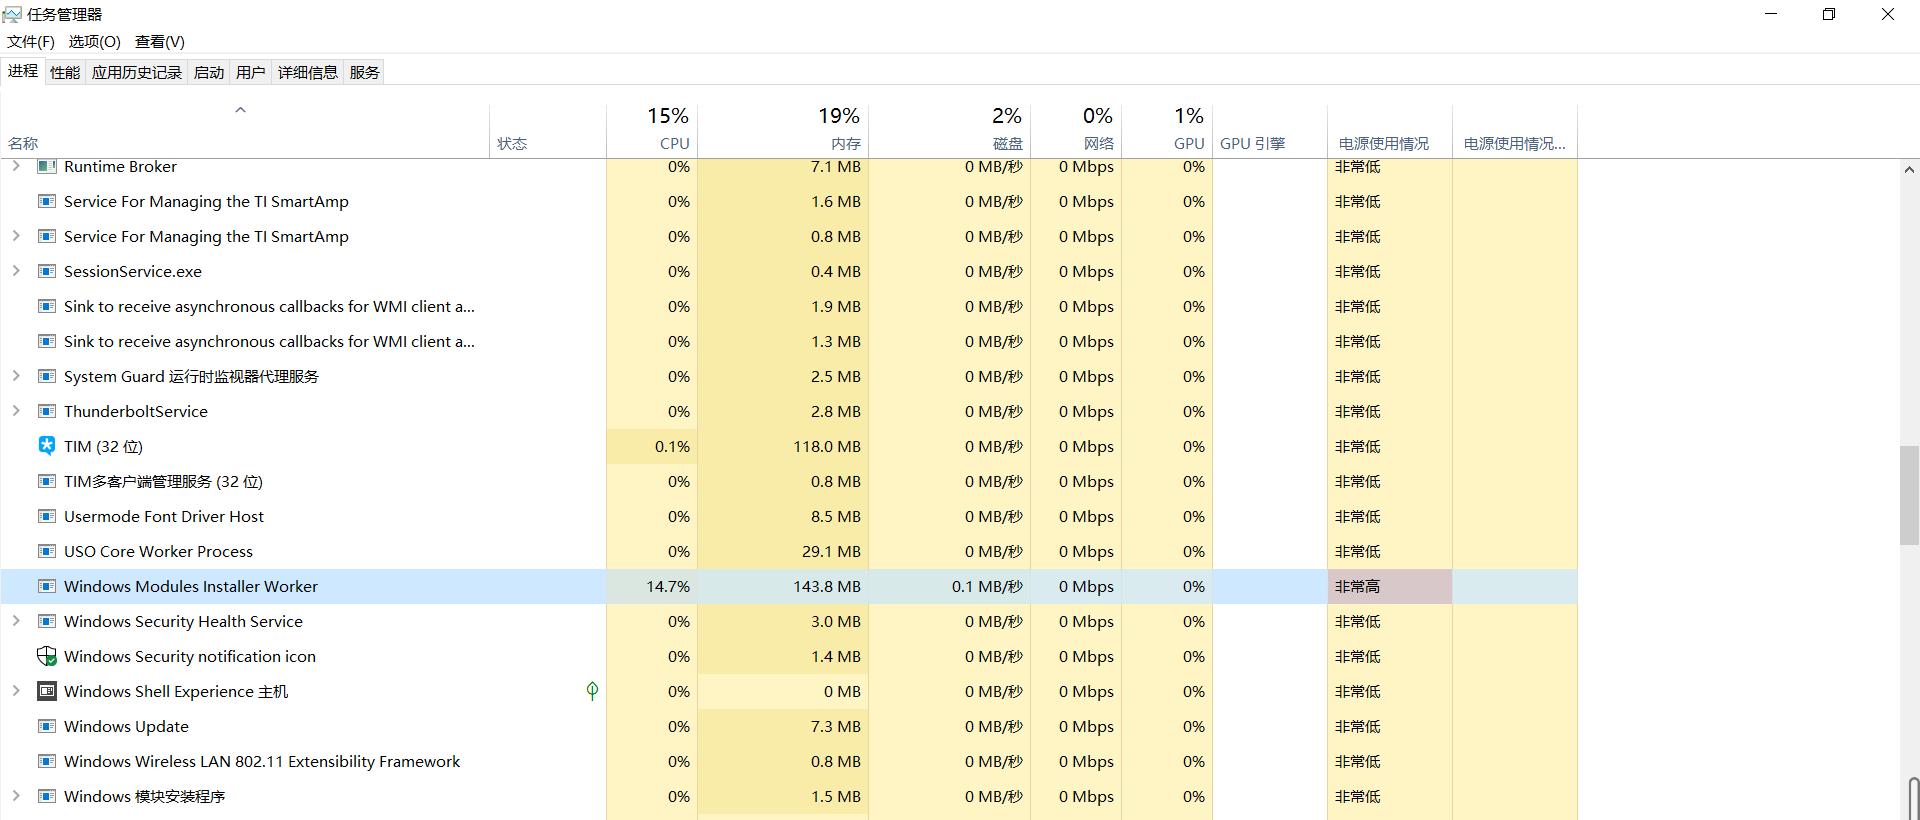 任务管理器
文件(F) 选项(O) 查看(V)
进程 性能 应用历史记录 启动 用户 详细信息 服务
15% 19% 2% 0% 1%
名称 状态 CPU 内存 磁盘 网络 GPU GPU 引擎 电源使用情况 电源使用情况...
Runtime Broker 0% 7.1 MB 0 MB/秒 0 Mbps 0% 非常低
Service For Managing the TI SmartAmp 0% 1.6 MB 0 MB/秒 0 Mbps 0% 非常低
Service For Managing the TI SmartAmp 0% 0.8 MB 0 MB/秒 0 Mbps 0% 非常低
SessionService.exe 0% 0.4 MB 0 MB/秒 0 Mbps 0% 非常低
Sink to receive asynchronous callbacks for WMI client a... 0% 1.9 MB 0 MB/秒 0 Mbps 0% 非常低
Sink to receive asynchronous callbacks for WMI client a... 0% 1.3 MB 0 MB/秒 0 Mbps 0% 非常低
System Guard 运行时监视器代理服务 0% 2.5 MB 0 MB/秒 0 Mbps 0% 非常低
ThunderboltService 0% 2.8 MB 0 MB/秒 0 Mbps 0% 非常低
TIM (32 位) 0.1% 118.0 MB 0 MB/秒 0 Mbps 0% 非常低
TIM多客户端管理服务 (32 位) 0% 0.8 MB 0 MB/秒 0 Mbps 0% 非常低
Usermode Font Driver Host 0% 8.5 MB 0 MB/秒 0 Mbps 0% 非常低
USO Core Worker Process 0% 29.1 MB 0 MB/秒 0 Mbps 0% 非常低
Windows Modules Installer Worker 14.7% 143.8 MB 0.1 MB/秒 0 Mbps 0% 非常高
Windows Security Health Service 0% 3.0 MB 0 MB/秒 0 Mbps 0% 非常低
Windows Security notification icon 0% 1.4 MB 0 MB/秒 0 Mbps 0% 非常低
Windows Shell Experience 主机 0% 0 MB 0 MB/秒 0 Mbps 0% 非常低
Windows Update 0% 7.3 MB 0 MB/秒 0 Mbps 0% 非常低
Windows Wireless LAN 802.11 Extensibility Framework 0% 0.8 MB 0 MB/秒 0 Mbps 0% 非常低
Windows 模块安装程序 0% 1.5 MB 0 MB/秒 0 Mbps 0% 非常低